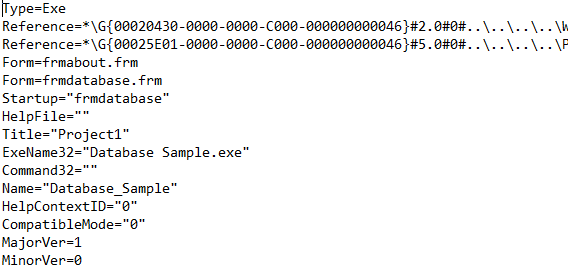 Type=Exe
Reference=*\G{00020430-0000-0000-C000-000000000046}#2.0#0#..\..\..\..\W
Reference=*\G{00025E01-0000-0000-C000-000000000046}#5.0#0#..\..\..\..\P
Form=frmabout.frm
Form=frmdatabase.frm
Startup="frmdatabase"
HelpFile=""
Title="Project1"
ExeName32="Database Sample.exe"
Command32=""
Name="Database_Sample"
HelpContextID="0"
CompatibleMode="0"
MajorVer=1
MinorVer=0